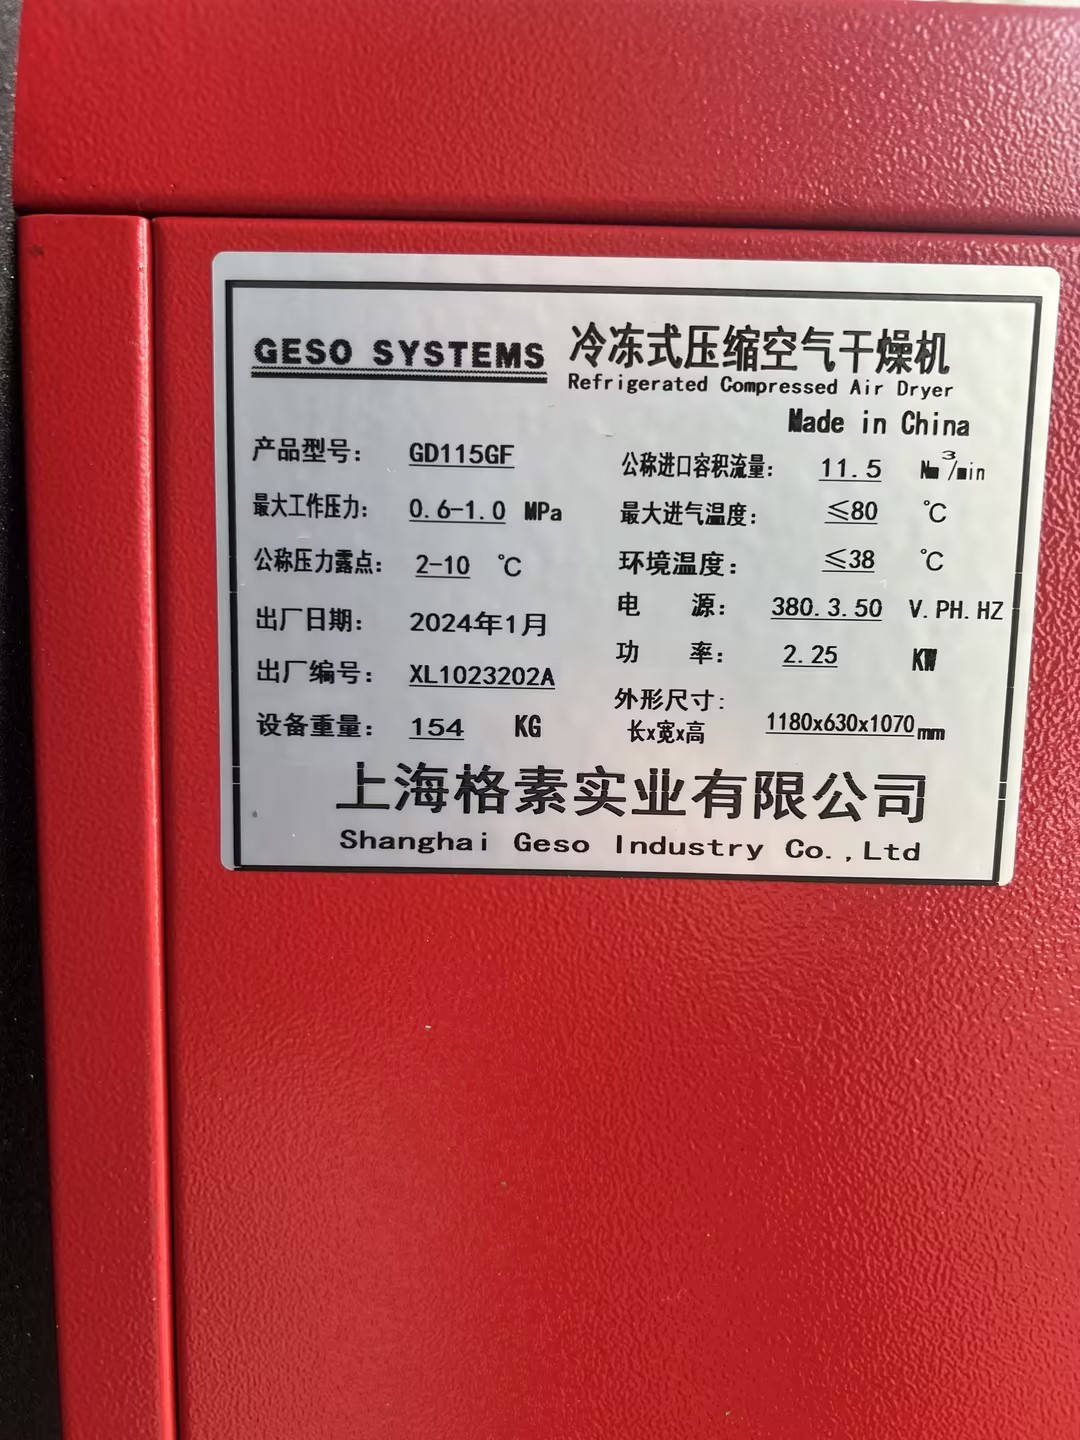 GESO SYSTEMS
冷冻式压缩空气干燥机
Refrigerated Compressed Air Dryer
Made in China
产品型号: GD115GF
公称进口容积流量: 11.5 Nm³/min
最大工作压力: 0.6-1.0 MPa
最大进气温度: ≤80 ℃
公称压力露点: 2-10 ℃
环境温度: ≤38 ℃
出厂日期: 2024年1月
电 源: 380.3.50 V.PH.HZ
出厂编号: XL1023202A
功 率: 2.25 KW
设备重量: 154 KG
外形尺寸:
长x宽x高 1180x630x1070mm
上海格素实业有限公司
Shanghai Geso Industry Co.,Ltd